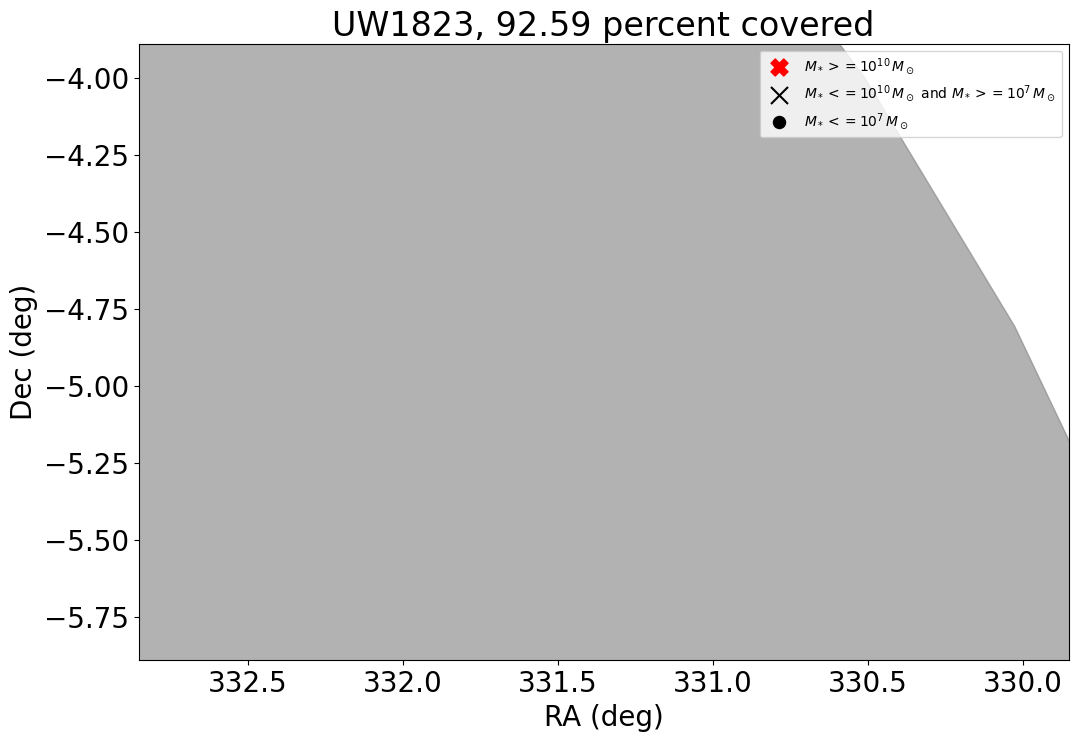 UW1823, 92.59 percent covered
M* >= 10^10 M⊙
M* <= 10^10 M⊙ and M* >= 10^7 M⊙
M* <= 10^7 M⊙
−4.00
−4.25
−4.50
−4.75
−5.00
−5.25
−5.50
−5.75
Dec (deg)
332.5 332.0 331.5 331.0 330.5 330.0
RA (deg)